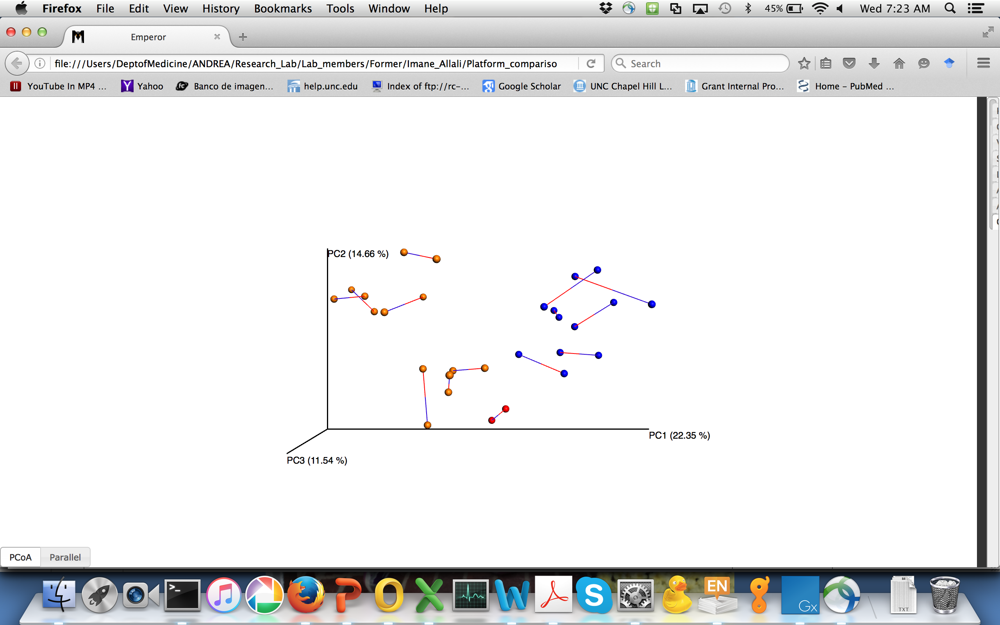 Firefox File Edit View History Bookmarks Tools Window Help 45% Wed 7:23 AM
Emperor
file:///Users/DeptofMedicine/ANDREA/Research_Lab/Lab_members/Former/Imane_Allali/Platform_compariso Search
YouTube In MP4 ... Yahoo Banco de imagen... help.unc.edu Index of ftp://rc-... Google Scholar UNC Chapel Hill L... Grant Internal Pro... Home – PubMed ...
PC2 (14.66 %)
PC1 (22.35 %)
PC3 (11.54 %)
PCoA Parallel
EN
Gx
TXT